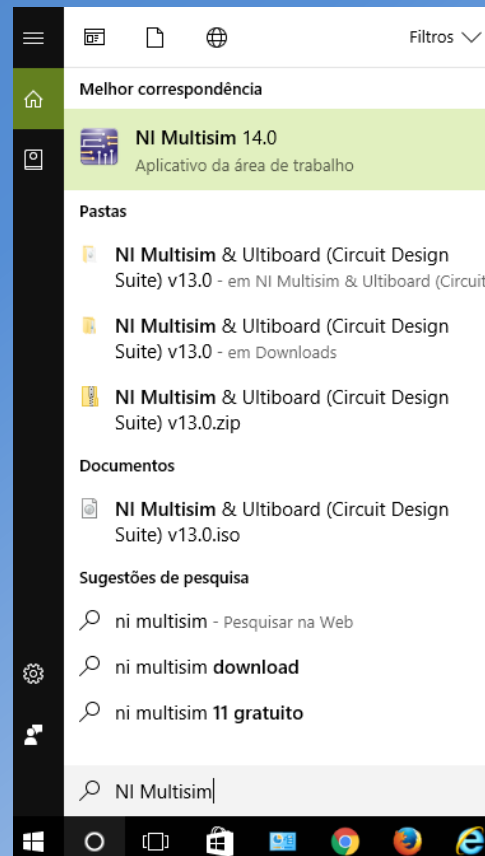 Filtros
Melhor correspondência
NI Multisim 14.0
Aplicativo da área de trabalho
Pastas
NI Multisim & Ultiboard (Circuit Design
Suite) v13.0 - em NI Multisim & Ultiboard (Circuit
NI Multisim & Ultiboard (Circuit Design
Suite) v13.0 - em Downloads
NI Multisim & Ultiboard (Circuit Design
Suite) v13.0.zip
Documentos
NI Multisim & Ultiboard (Circuit Design
Suite) v13.0.iso
Sugestões de pesquisa
ni multisim - Pesquisar na Web
ni multisim download
ni multisim 11 gratuito
NI Multisim